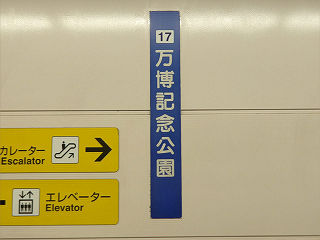 17
万博記念公園
カレーター
Escalator
エレベーター
Elevator